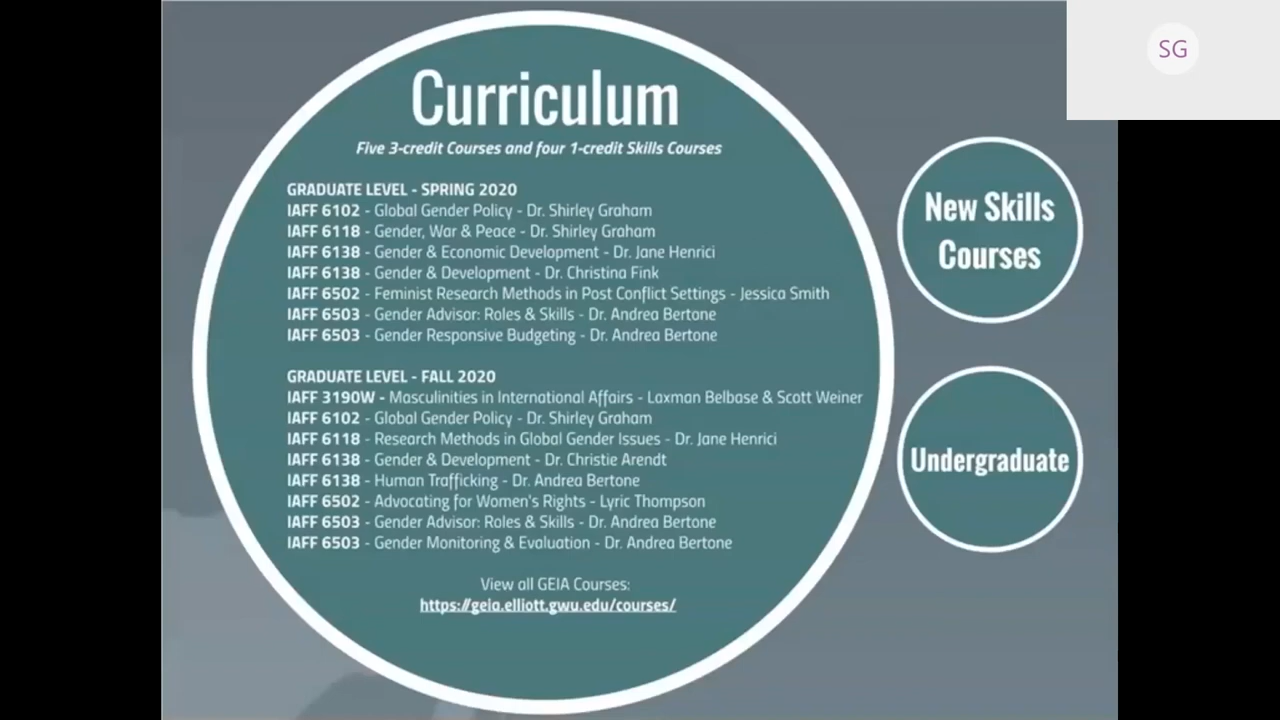 SG
Curriculum
Five 3-credit Courses and four 1-credit Skills Courses
GRADUATE LEVEL - SPRING 2020
IAFF 6102 - Global Gender Policy - Dr. Shirley Graham
IAFF 6118 - Gender, War & Peace - Dr. Shirley Graham
IAFF 6138 - Gender & Economic Development - Dr. Jane Henrici
IAFF 6138 - Gender & Development - Dr. Christina Fink
IAFF 6502 - Feminist Research Methods in Post Conflict Settings - Jessica Smith
IAFF 6503 - Gender Advisor: Roles & Skills - Dr. Andrea Bertone
IAFF 6503 - Gender Responsive Budgeting - Dr. Andrea Bertone
GRADUATE LEVEL - FALL 2020
IAFF 3190W - Masculinities in International Affairs - Laxman Belbase & Scott Weiner
IAFF 6102 - Global Gender Policy - Dr. Shirley Graham
IAFF 6118 - Research Methods in Global Gender Issues - Dr. Jane Henrici
IAFF 6138 - Gender & Development - Dr. Christie Arendt
IAFF 6138 - Human Trafficking - Dr. Andrea Bertone
IAFF 6502 - Advocating for Women's Rights - Lyric Thompson
IAFF 6503 - Gender Advisor: Roles & Skills - Dr. Andrea Bertone
IAFF 6503 - Gender Monitoring & Evaluation - Dr. Andrea Bertone
View all GEIA Courses:
https://geia.elliott.gwu.edu/courses/
New Skills
Courses
Undergraduate